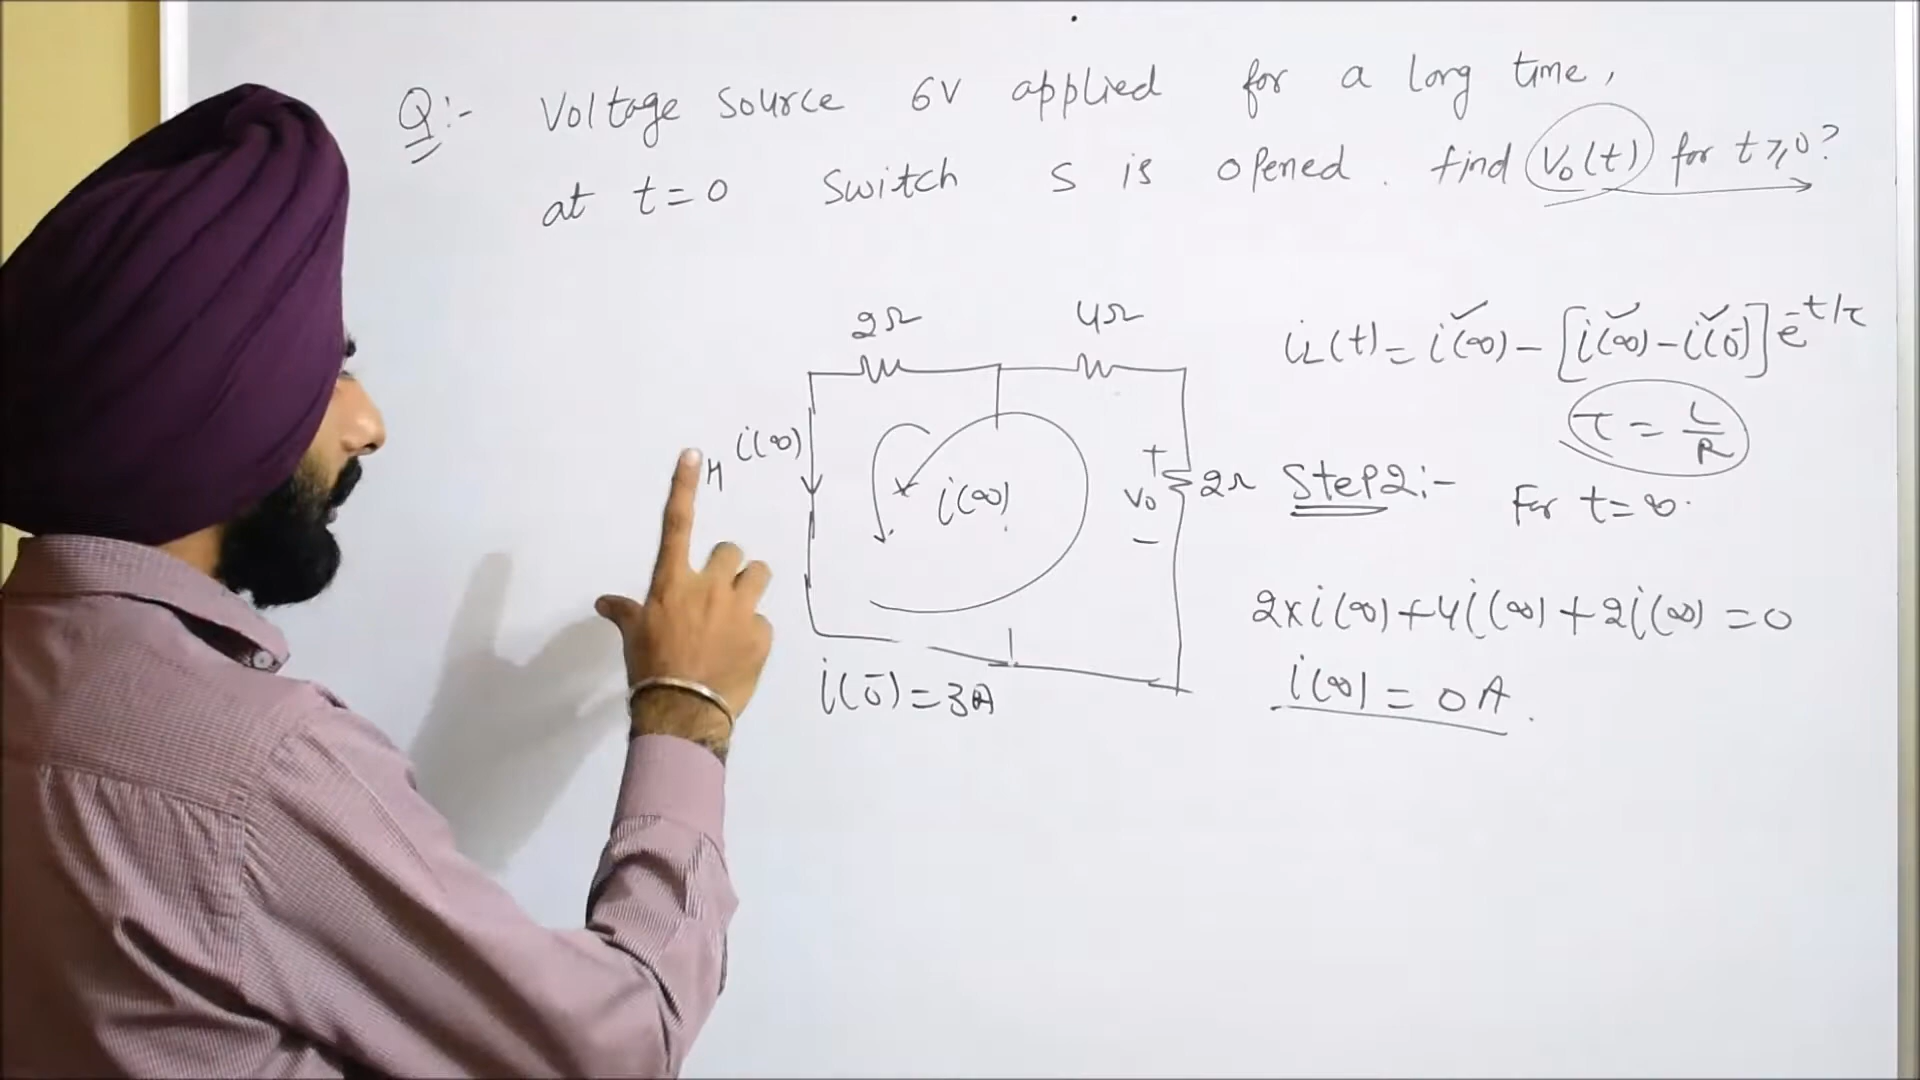 Q:- Voltage source 6V applied for a long time,
at t=0 Switch S is opened. find V₀(t) for t≥0?
2Ω 4Ω
H i(∞)
i(∞)
+
V₀
-
2Ω
i(0⁻)=3A
i_L(t) = i(∞) - [i(∞) - i(0⁻)] e^{-t/τ}
τ = L/R
Step2:- For t=∞.
2×i(∞)+4i(∞)+2i(∞) = 0
i(∞) = 0A.